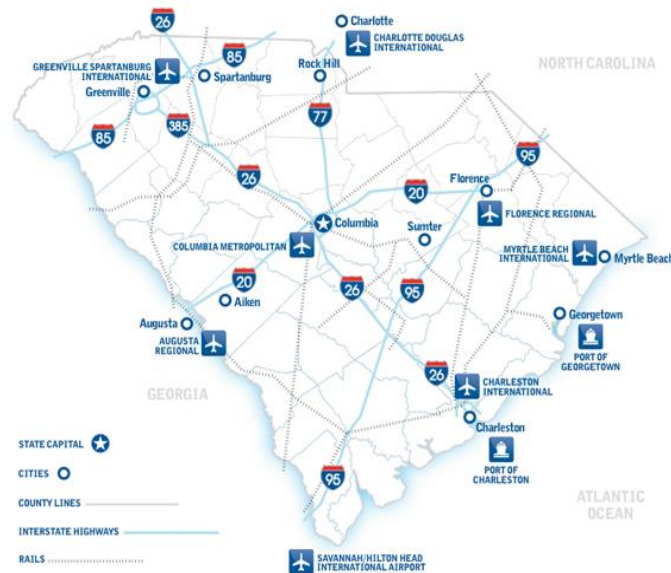 26
Charlotte
CHARLOTTE DOUGLAS
INTERNATIONAL
GREENVILLE SPARTANBURG
INTERNATIONAL
85
Rock Hill
NORTH CAROLINA
Spartanburg
Greenville
85
385
77
95
26
20
Florence
FLORENCE REGIONAL
Columbia
Sumter
COLUMBIA METROPOLITAN
MYRTLE BEACH
INTERNATIONAL
Myrtle Beach
20
Aiken
26
95
Augusta
AUGUSTA
REGIONAL
Georgetown
PORT OF
GEORGETOWN
26
CHARLESTON
INTERNATIONAL
GEORGIA
Charleston
PORT OF
CHARLESTON
STATE CAPITAL
CITIES
95
COUNTY LINES
ATLANTIC
OCEAN
INTERSTATE HIGHWAYS
RAILS
SAVANNAH/HILTON HEAD
INTERNATIONAL AIRPORT